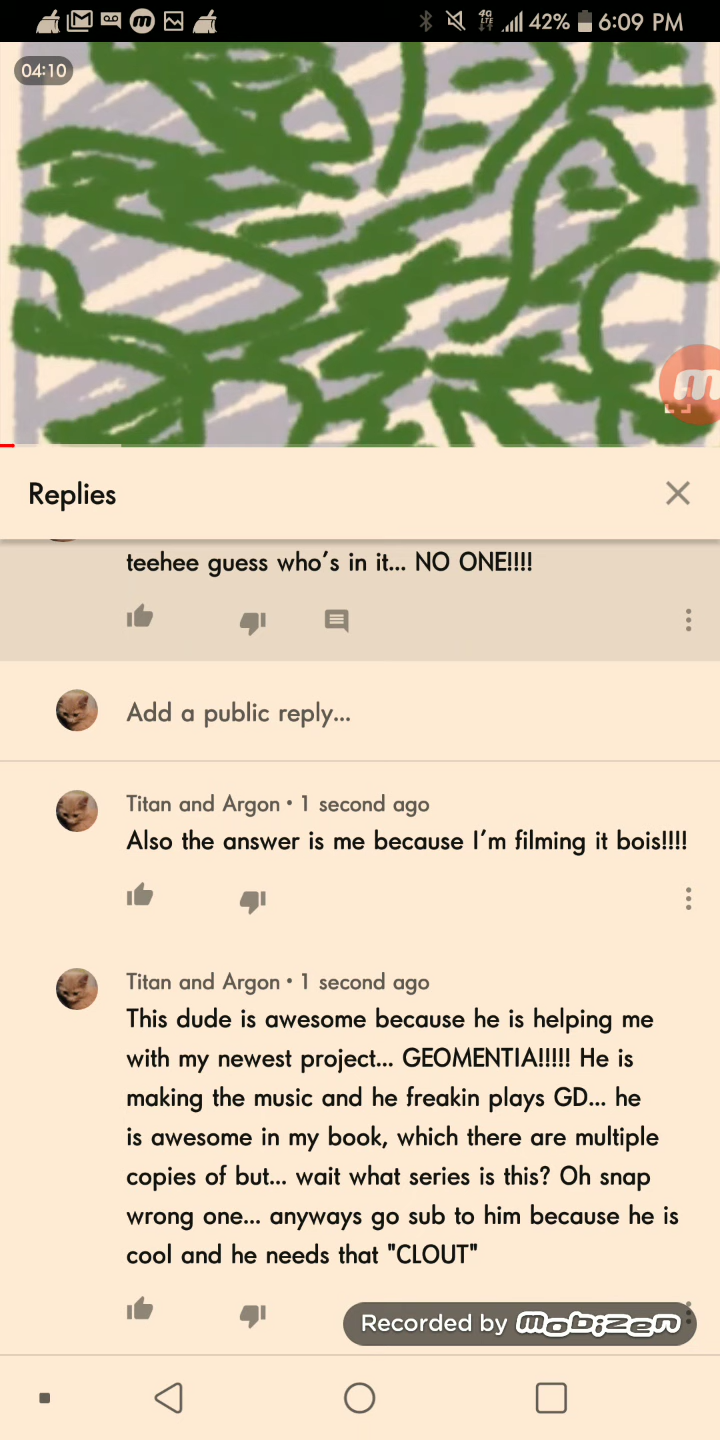 4G
LTE
42%
6:09 PM
04:10
Replies
teehee guess who's in it... NO ONE!!!!
Add a public reply...
Titan and Argon • 1 second ago
Also the answer is me because I'm filming it bois!!!!
Titan and Argon • 1 second ago
This dude is awesome because he is helping me
with my newest project... GEOMENTIA!!!!! He is
making the music and he freakin plays GD... he
is awesome in my book, which there are multiple
copies of but... wait what series is this? Oh snap
wrong one... anyways go sub to him because he is
cool and he needs that "CLOUT"
Recorded by mobizen